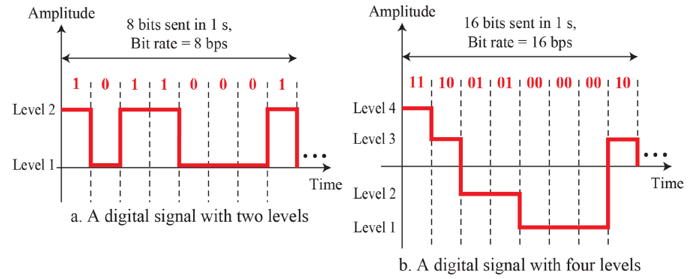 Amplitude
8 bits sent in 1 s,
Bit rate = 8 bps
1 0 1 1 0 0 0 1
Level 2
Level 1
...
Time
a. A digital signal with two levels
Amplitude
16 bits sent in 1 s,
Bit rate = 16 bps
11 10 01 01 00 00 00 10
Level 4
Level 3
...
Time
Level 2
Level 1
b. A digital signal with four levels